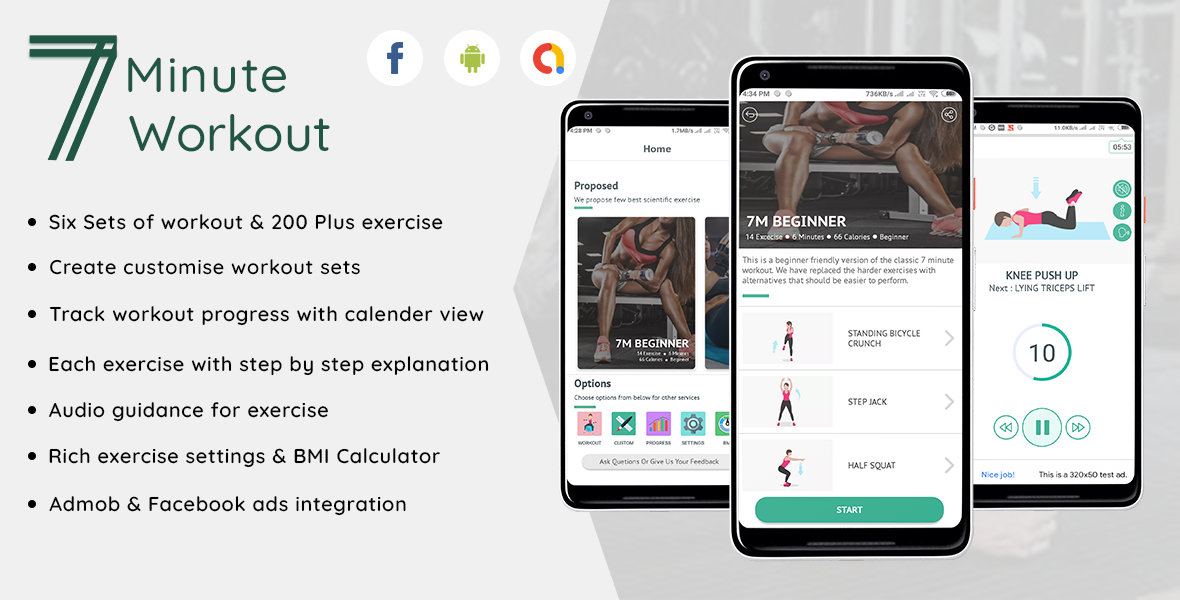 7 Minute
Workout
Six Sets of workout & 200 Plus exercise
Create customise workout sets
Track workout progress with calender view
Each exercise with step by step explanation
Audio guidance for exercise
Rich exercise settings & BMI Calculator
Admob & Facebook ads integration
4:28 PM
1.7MB/s
Home
Proposed
We propose few best scientific exercise
7M BEGINNER
14 Exercise ● 6 Minutes
66 Calories ● Beginner
Options
Choose options from below for other services
WORKOUT
CUSTOM
PROGRESS
SETTINGS
BM
Ask Quetions Or Give Us Your Feedback
4:34 PM
736KB/s
7M BEGINNER
14 Exercise ● 6 Minutes ● 66 Calories ● Beginner
This is a beginner friendly version of the classic 7 minute
workout. We have replaced the harder exercises with
alternatives that should be easier to perform.
STANDING BICYCLE
CRUNCH
STEP JACK
HALF SQUAT
START
11.0KB/s
05:53
KNEE PUSH UP
Next : LYING TRICEPS LIFT
10
Nice job!
This is a 320x50 test ad.